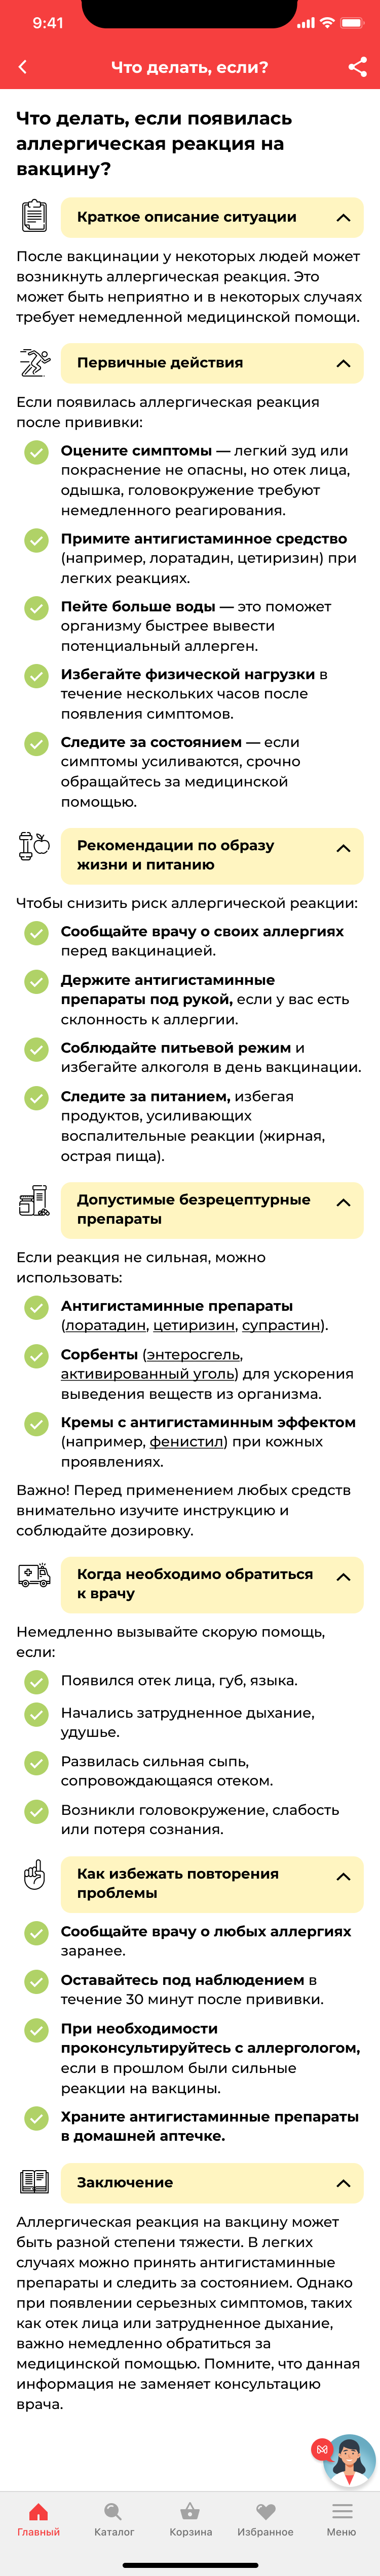 9:41
Что делать, если?
Что делать, если появилась
аллергическая реакция на
вакцину?
Краткое описание ситуации
После вакцинации у некоторых людей может
возникнуть аллергическая реакция. Это
может быть неприятно и в некоторых случаях
требует немедленной медицинской помощи.
Первичные действия
Если появилась аллергическая реакция
после прививки:
Оцените симптомы — легкий зуд или
покраснение не опасны, но отек лица,
одышка, головокружение требуют
немедленного реагирования.
Примите антигистаминное средство
(например, лоратадин, цетиризин) при
легких реакциях.
Пейте больше воды — это поможет
организму быстрее вывести
потенциальный аллерген.
Избегайте физической нагрузки в
течение нескольких часов после
появления симптомов.
Следите за состоянием — если
симптомы усиливаются, срочно
обращайтесь за медицинской
помощью.
Рекомендации по образу
жизни и питанию
Чтобы снизить риск аллергической реакции:
Сообщайте врачу о своих аллергиях
перед вакцинацией.
Держите антигистаминные
препараты под рукой, если у вас есть
склонность к аллергии.
Соблюдайте питьевой режим и
избегайте алкоголя в день вакцинации.
Следите за питанием, избегая
продуктов, усиливающих
воспалительные реакции (жирная,
острая пища).
Допустимые безрецептурные
препараты
Если реакция не сильная, можно
использовать:
Антигистаминные препараты
(лоратадин, цетиризин, супрастин).
Сорбенты (энтеросгель,
активированный уголь) для ускорения
выведения веществ из организма.
Кремы с антигистаминным эффектом
(например, фенистил) при кожных
проявлениях.
Важно! Перед применением любых средств
внимательно изучите инструкцию и
соблюдайте дозировку.
Когда необходимо обратиться
к врачу
Немедленно вызывайте скорую помощь,
если:
Появился отек лица, губ, языка.
Начались затрудненное дыхание,
удушье.
Развилась сильная сыпь,
сопровождающаяся отеком.
Возникли головокружение, слабость
или потеря сознания.
Как избежать повторения
проблемы
Сообщайте врачу о любых аллергиях
заранее.
Оставайтесь под наблюдением в
течение 30 минут после прививки.
При необходимости
проконсультируйтесь с аллергологом,
если в прошлом были сильные
реакции на вакцины.
Храните антигистаминные препараты
в домашней аптечке.
Заключение
Аллергическая реакция на вакцину может
быть разной степени тяжести. В легких
случаях можно принять антигистаминные
препараты и следить за состоянием. Однако
при появлении серьезных симптомов, таких
как отек лица или затрудненное дыхание,
важно немедленно обратиться за
медицинской помощью. Помните, что данная
информация не заменяет консультацию
врача.
Главный
Каталог
Корзина
Избранное
Меню